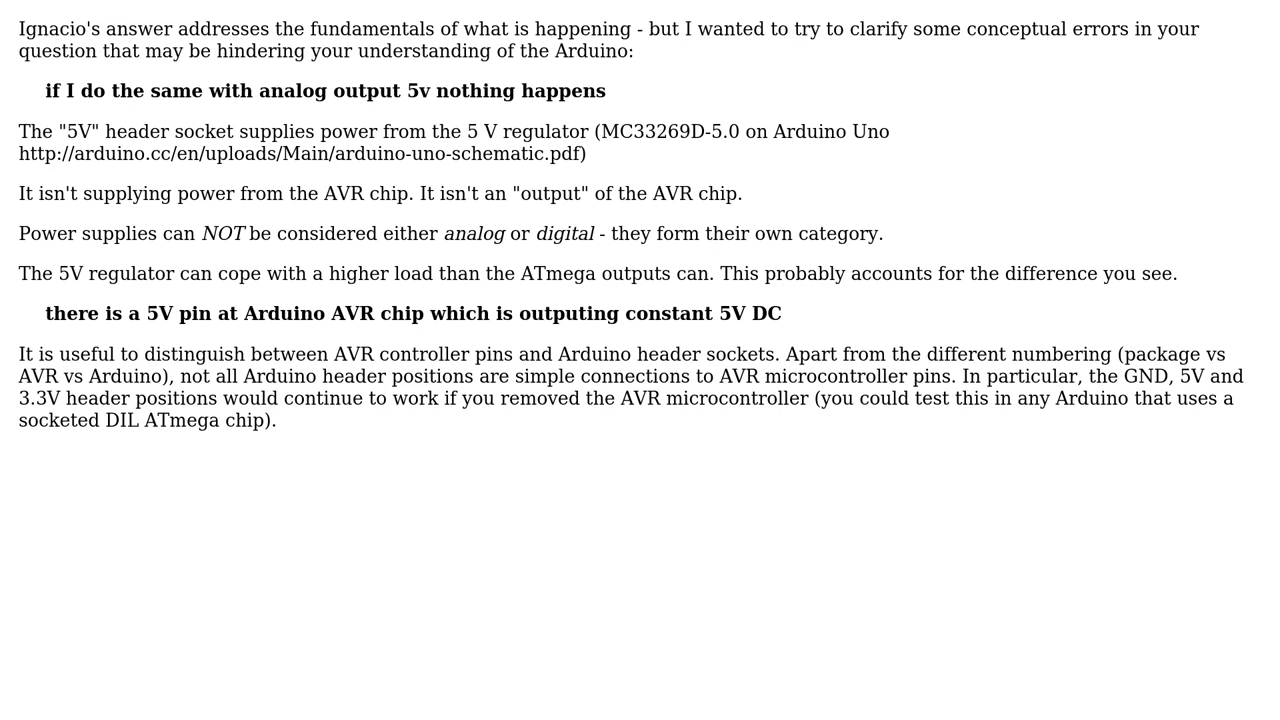 Ignacio's answer addresses the fundamentals of what is happening - but I wanted to try to clarify some conceptual errors in your
question that may be hindering your understanding of the Arduino:
if I do the same with analog output 5v nothing happens
The "5V" header socket supplies power from the 5 V regulator (MC33269D-5.0 on Arduino Uno
http://arduino.cc/en/uploads/Main/arduino-uno-schematic.pdf)
It isn't supplying power from the AVR chip. It isn't an "output" of the AVR chip.
Power supplies can NOT be considered either analog or digital - they form their own category.
The 5V regulator can cope with a higher load than the ATmega outputs can. This probably accounts for the difference you see.
there is a 5V pin at Arduino AVR chip which is outputing constant 5V DC
It is useful to distinguish between AVR controller pins and Arduino header sockets. Apart from the different numbering (package vs
AVR vs Arduino), not all Arduino header positions are simple connections to AVR microcontroller pins. In particular, the GND, 5V and
3.3V header positions would continue to work if you removed the AVR microcontroller (you could test this in any Arduino that uses a
socketed DIL ATmega chip).